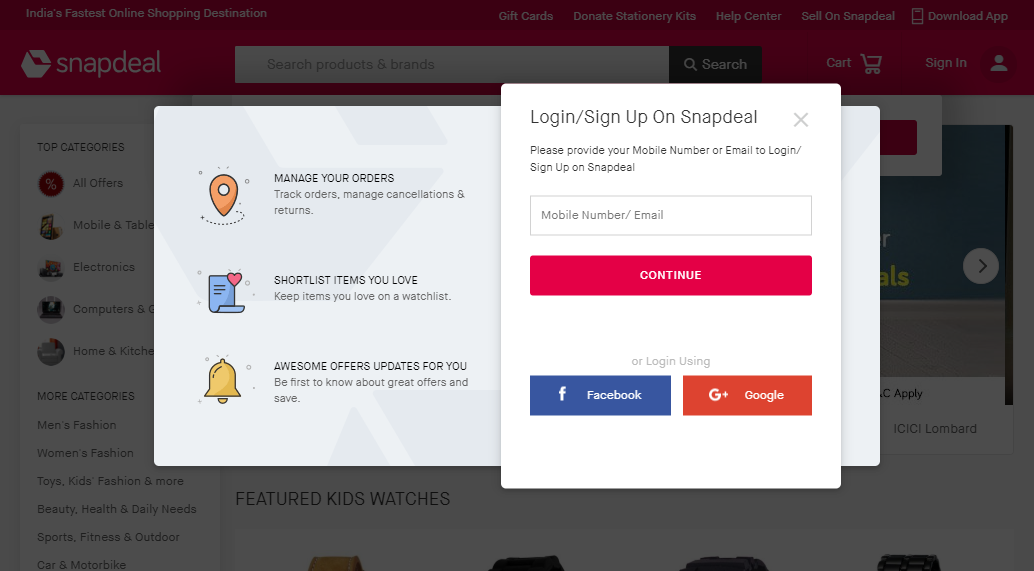 India's Fastest Online Shopping Destination
Gift Cards
Donate Stationery Kits
Help Center
Sell On Snapdeal
Download App
snapdeal
Search products & brands
Search
Cart
Sign In
TOP CATEGORIES
All Offers
Mobile & Table
Electronics
Computers & G
Home & Kitche
MORE CATEGORIES
Men's Fashion
Women's Fashion
Toys, Kids' Fashion & more
Beauty, Health & Daily Needs
Sports, Fitness & Outdoor
Car & Motorbike
MANAGE YOUR ORDERS
Track orders, manage cancellations &
returns.
SHORTLIST ITEMS YOU LOVE
Keep items you love on a watchlist.
AWESOME OFFERS UPDATES FOR YOU
Be first to know about great offers and
save.
Login/Sign Up On Snapdeal
Please provide your Mobile Number or Email to Login/
Sign Up on Snapdeal
Mobile Number/ Email
CONTINUE
or Login Using
f Facebook
G+ Google
er
als
C Apply
ICICI Lombard
FEATURED KIDS WATCHES